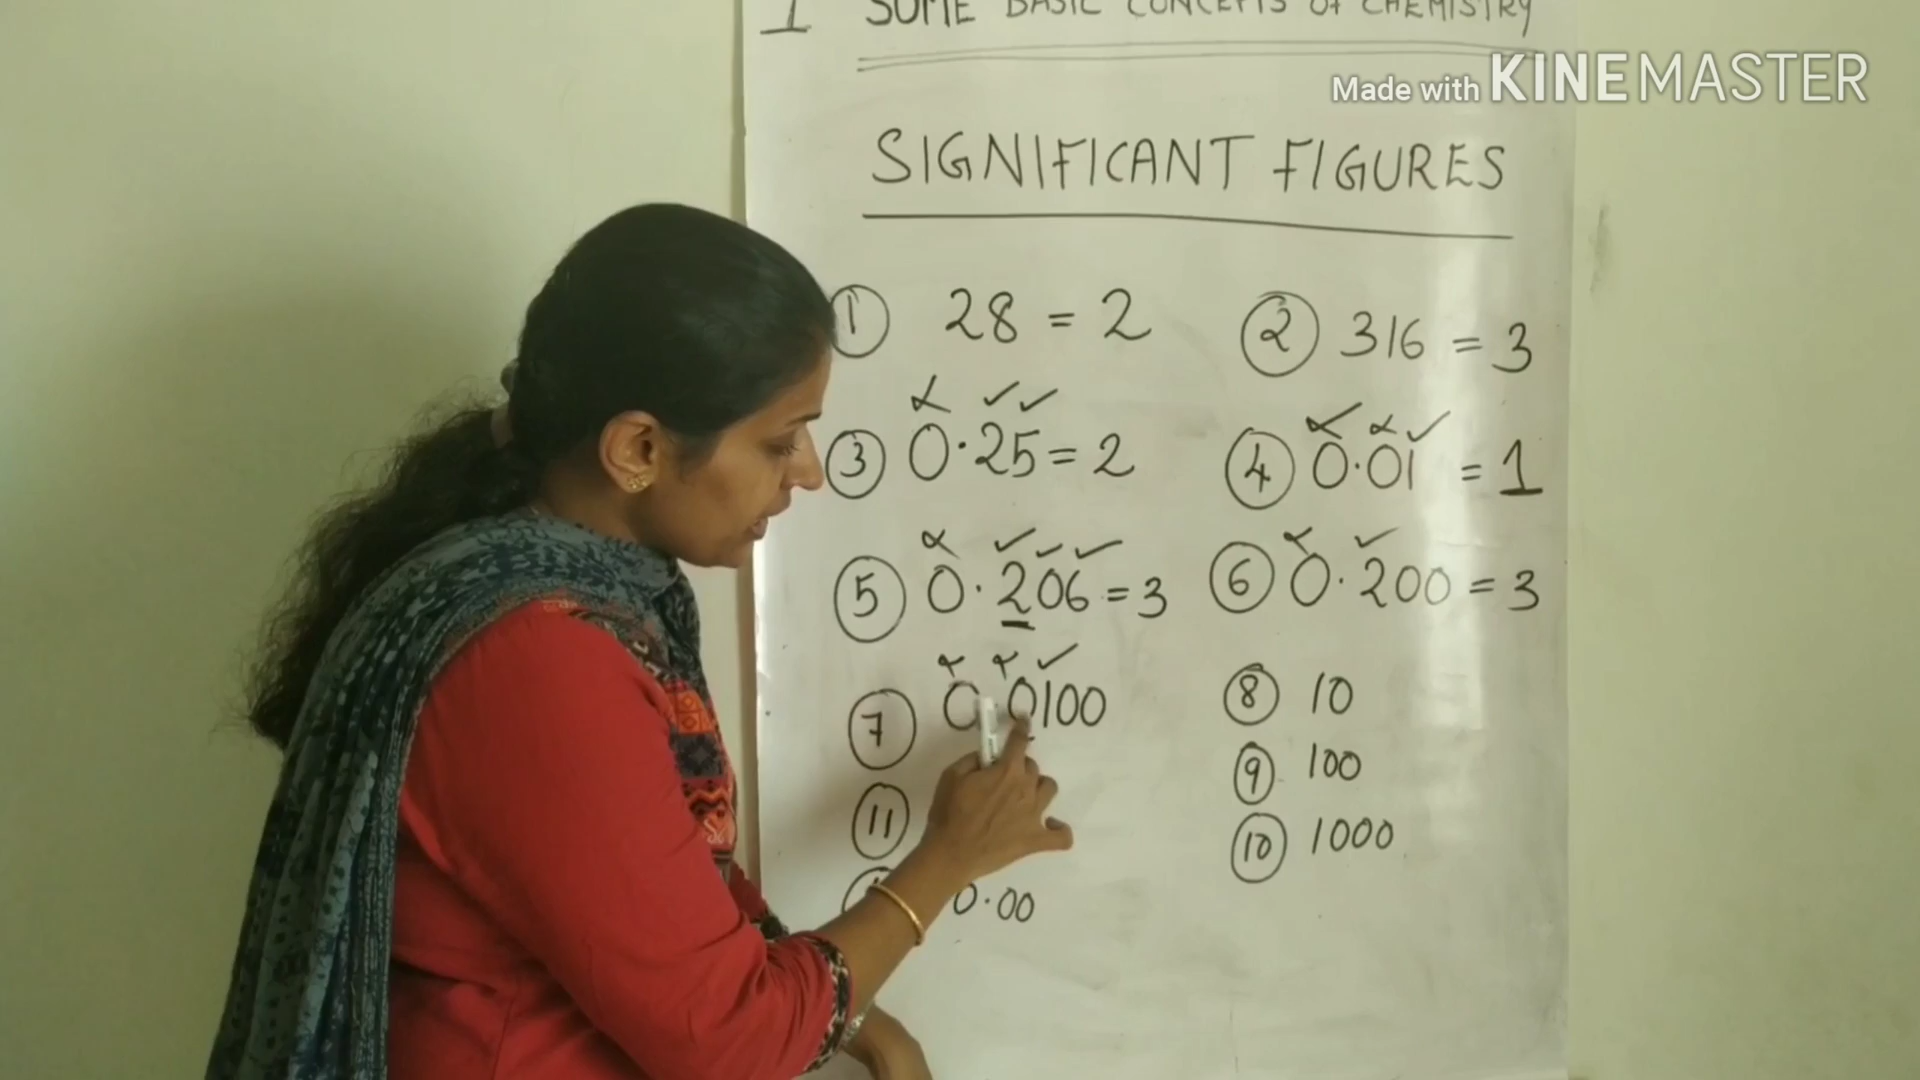 1 SOME BASIC CONCEPTS OF CHEMISTRY
Made with KINEMASTER
SIGNIFICANT FIGURES
① 28 = 2
② 316 = 3
③ 0.25 = 2
④ 0.01 = 1
⑤ 0.206 = 3
⑥ 0.200 = 3
⑦ 0.0100
⑧ 10
⑨ 100
⑩ 1000
⑪
0.00